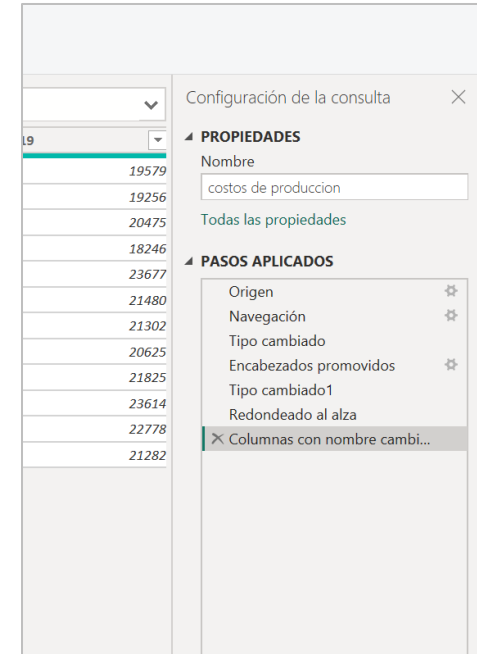 19
19579
19256
20475
18246
23677
21480
21302
20625
21825
23614
22778
21282
Configuración de la consulta
PROPIEDADES
Nombre
costos de produccion
Todas las propiedades
PASOS APLICADOS
Origen
Navegación
Tipo cambiado
Encabezados promovidos
Tipo cambiado1
Redondeado al alza
Columnas con nombre cambi...